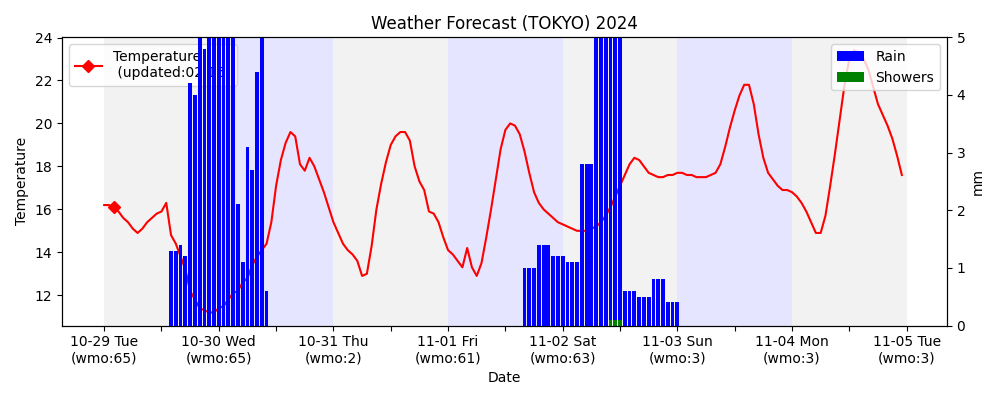 Weather Forecast (TOKYO) 2024
Temperature
(updated:02
Rain
Showers
24
22
20
18
16
14
12
Temperature
5
4
3
2
1
0
mm
10-29 Tue
(wmo:65)
10-30 Wed
(wmo:65)
10-31 Thu
(wmo:2)
11-01 Fri
(wmo:61)
11-02 Sat
(wmo:63)
11-03 Sun
(wmo:3)
11-04 Mon
(wmo:3)
11-05 Tue
(wmo:3)
Date